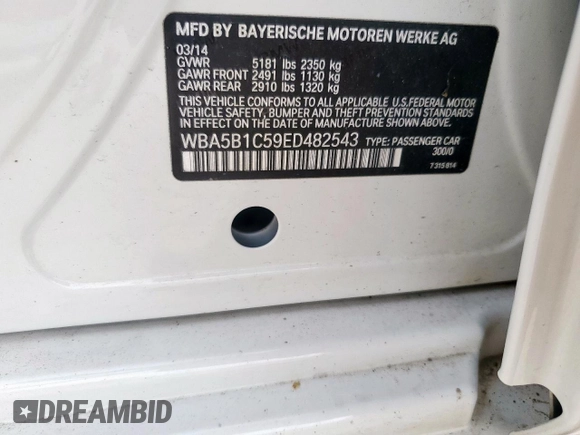 MFD BY BAYERISCHE MOTOREN WERKE AG
03/14
GVWR 5181 lbs 2350 kg
GAWR FRONT 2491 lbs 1130 kg
GAWR REAR 2910 lbs 1320 kg
THIS VEHICLE CONFORMS TO ALL APPLICABLE U.S.FEDERAL MOTOR
VEHICLE SAFETY, BUMPER AND THEFT PREVENTION STANDARDS
IN EFFECT ON THE DATE OF MANUFACTURE SHOWN ABOVE.
WBA5B1C59ED482543 TYPE: PASSENGER CAR
300/0
7 315 814
DREAMBID